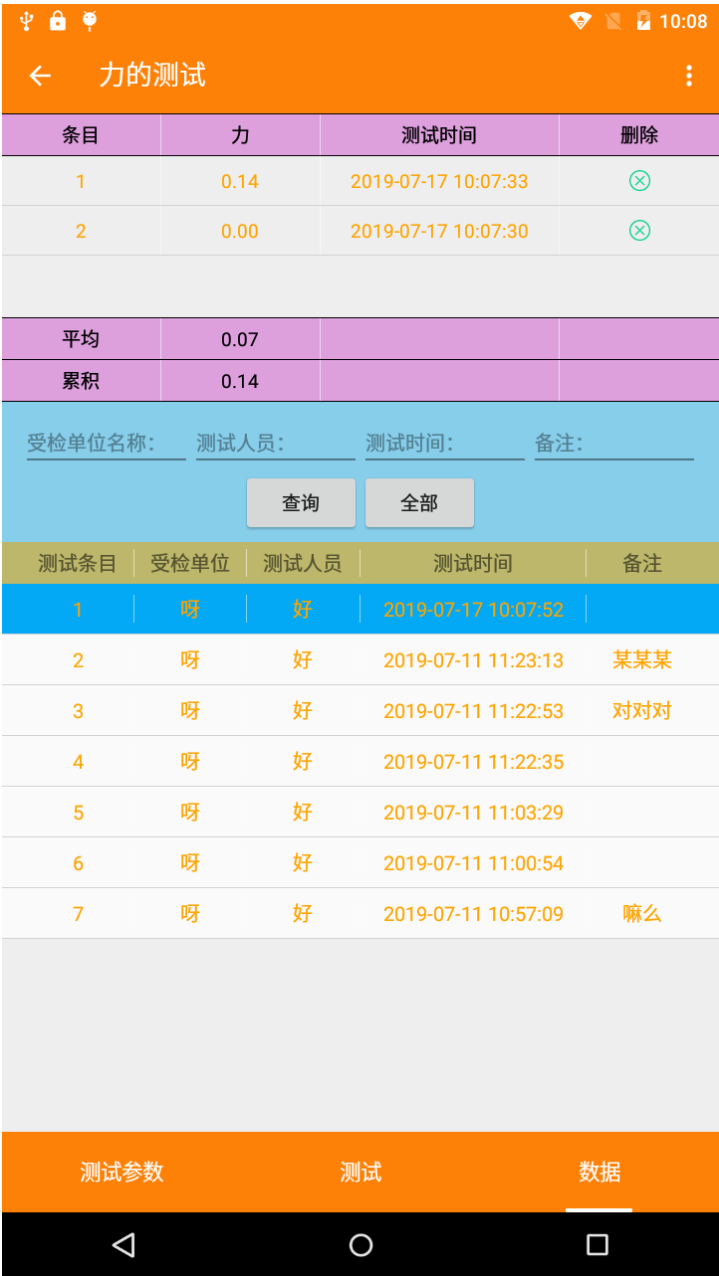 10:08
力的测试
条目 力 测试时间 删除
1 0.14 2019-07-17 10:07:33
2 0.00 2019-07-17 10:07:30
平均 0.07
累积 0.14
受检单位名称： 测试人员： 测试时间： 备注：
查询 全部
测试条目 受检单位 测试人员 测试时间 备注
1 呀 好 2019-07-17 10:07:52
2 呀 好 2019-07-11 11:23:13 某某某
3 呀 好 2019-07-11 11:22:53 对对对
4 呀 好 2019-07-11 11:22:35
5 呀 好 2019-07-11 11:03:29
6 呀 好 2019-07-11 11:00:54
7 呀 好 2019-07-11 10:57:09 嘛么
测试参数 测试 数据